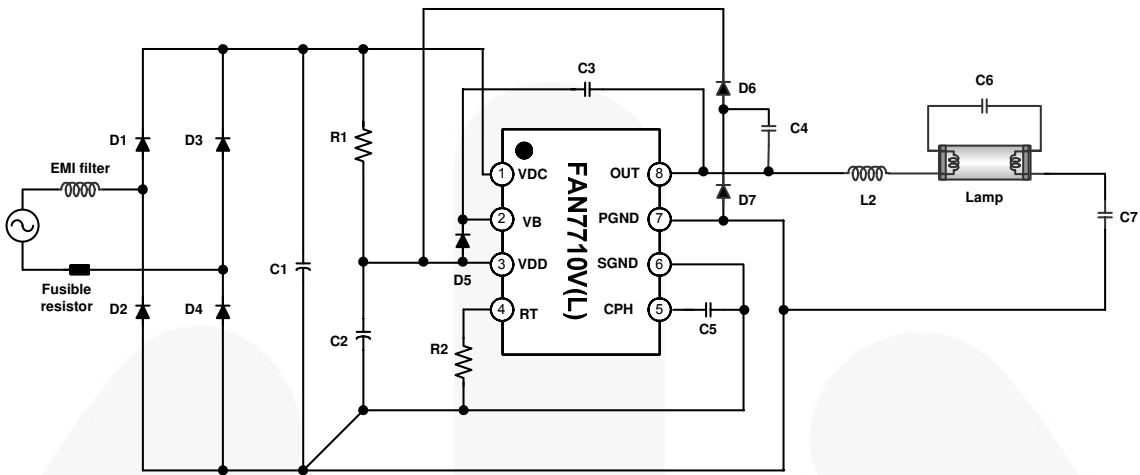 C3
D6
C6
D1
D3
R1
C4
EMI filter
1
VDC
FAN7710V(L)
OUT
8
D7
L2
Lamp
2
VB
PGND
7
C7
C1
D5
3
VDD
SGND
6
Fusible
resistor
D2
D4
C2
4
RT
CPH
5
C5
R2